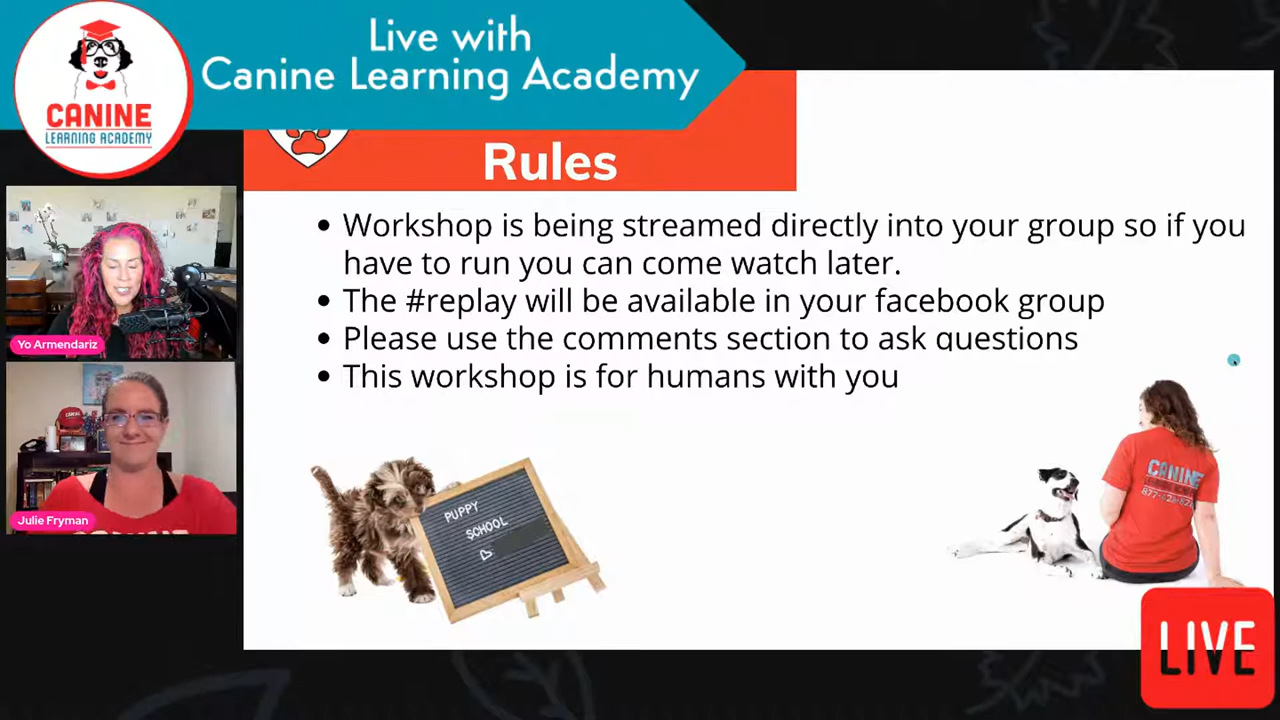 Live with
Canine Learning Academy
CANINE
LEARNING ACADEMY
Rules
• Workshop is being streamed directly into your group so if you
have to run you can come watch later.
• The #replay will be available in your facebook group
• Please use the comments section to ask questions
• This workshop is for humans with you
Yo Armendariz
Julie Fryman
PUPPY
SCHOOL
CANINE
LIVE